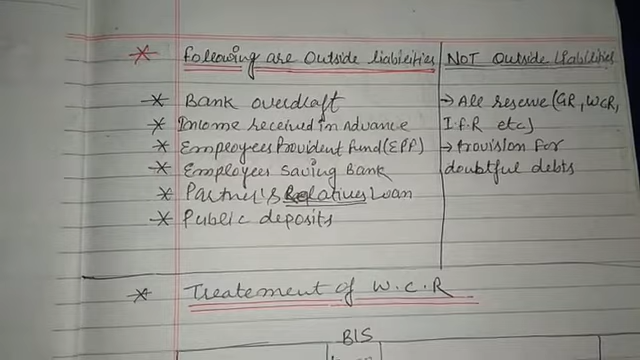 * Following are Outside liabilities
NOT Outside liabilities
* Bank overdraft
* Income received in Advance
* Employees Provident Fund (EPF)
* Employees Saving Bank
* Partner's Relatives Loan
* Public deposits
→ All reserve (GR, WCR,
I.F.R etc)
→ Provision for
doubtful debts
* Treatement of W.C.R
B/S